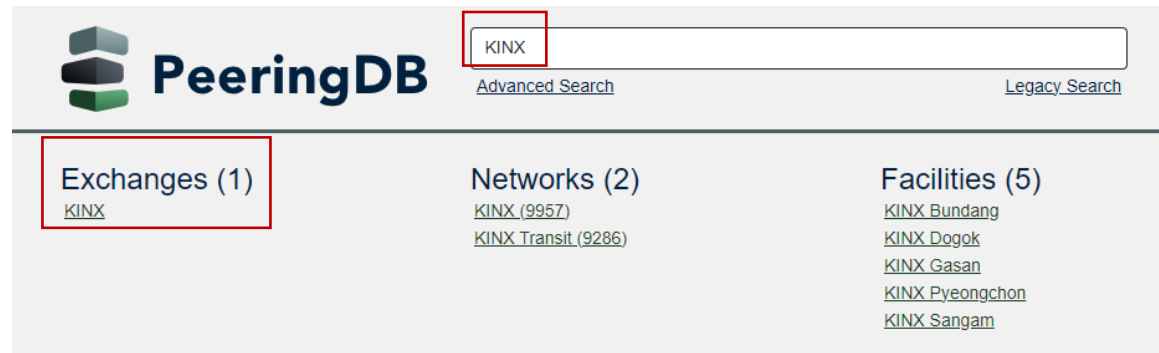 PeeringDB
KINX
Advanced Search
Legacy Search
Exchanges (1)
KINX
Networks (2)
KINX (9957)
KINX Transit (9286)
Facilities (5)
KINX Bundang
KINX Dogok
KINX Gasan
KINX Pyeongchon
KINX Sangam